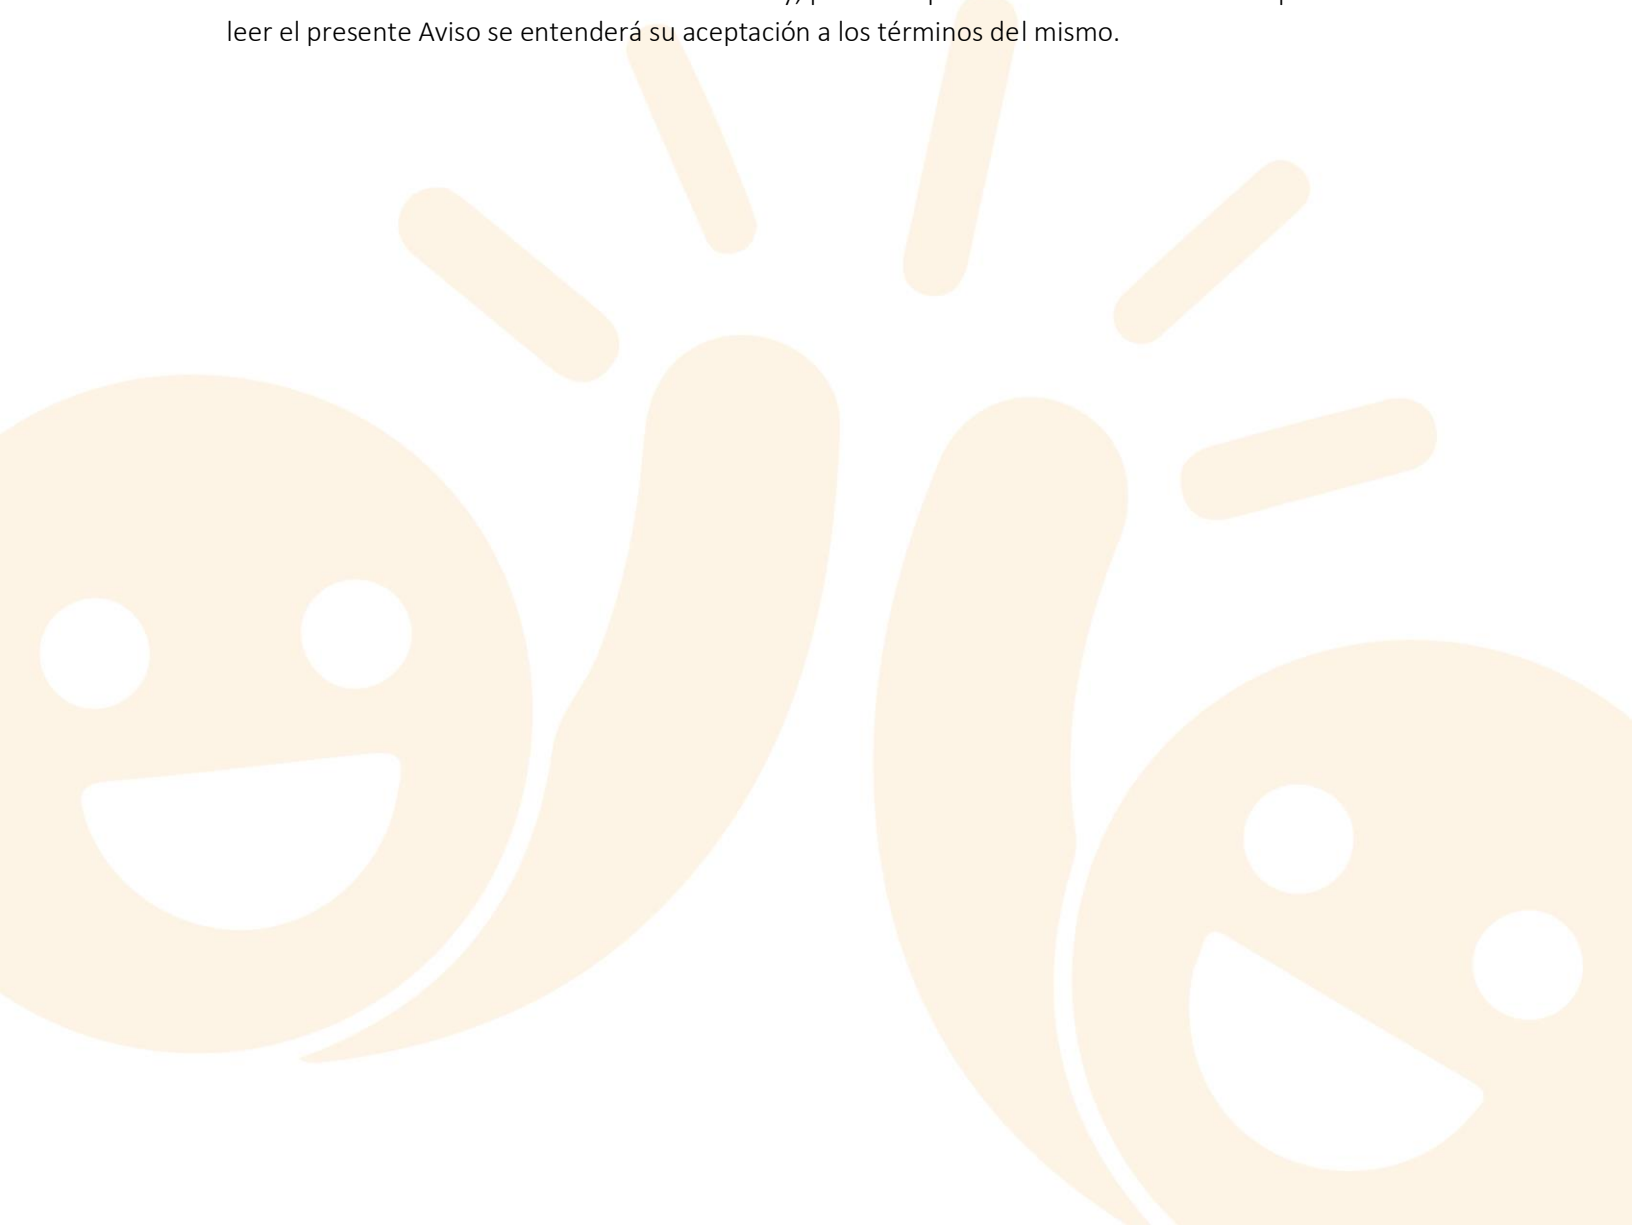 leer el presente Aviso se entenderá su aceptación a los términos del mismo.